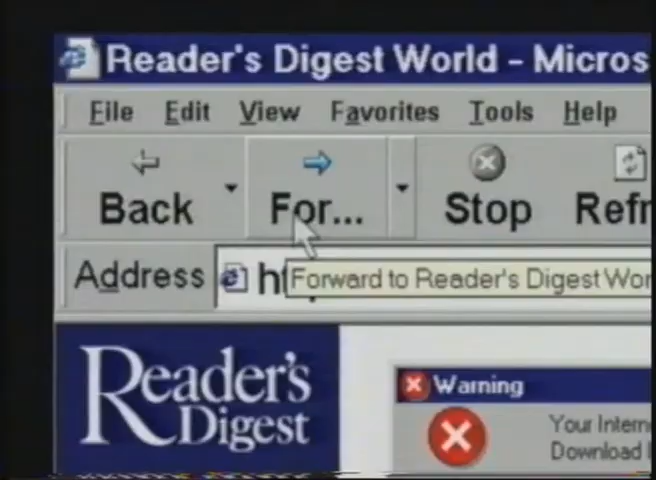 Reader's Digest World - Micros
File Edit View Favorites Tools Help
Back For... Stop Refr
Address Forward to Reader's Digest Wor
Reader's Digest
Warning
Your Intern
Download